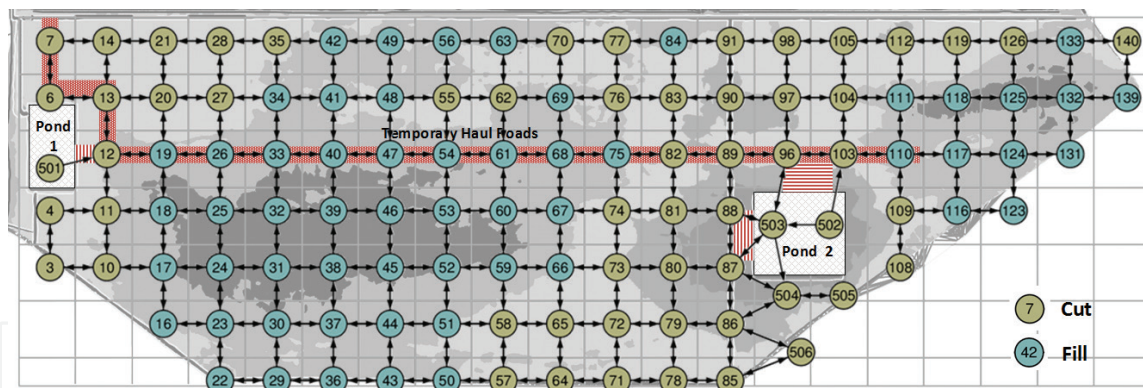 7 14 21 28 35 42 49 56 63 70 77 84 91 98 105 112 119 126 133 140
6 13 20 27 34 41 48 55 62 69 76 83 90 97 104 111 118 125 132 139
Pond
1
Temporary Haul Roads
501 12 19 26 33 40 47 54 61 68 75 82 89 96 103 110 117 124 131
4 11 18 25 32 39 46 53 60 67 74 81 88 503 502 109 116 123
Pond 2
3 10 17 24 31 38 45 52 59 66 73 80 87 108
504 505
16 23 30 37 44 51 58 65 72 79 86
7 Cut
506
42 Fill
22 29 36 43 50 57 64 71 78 85